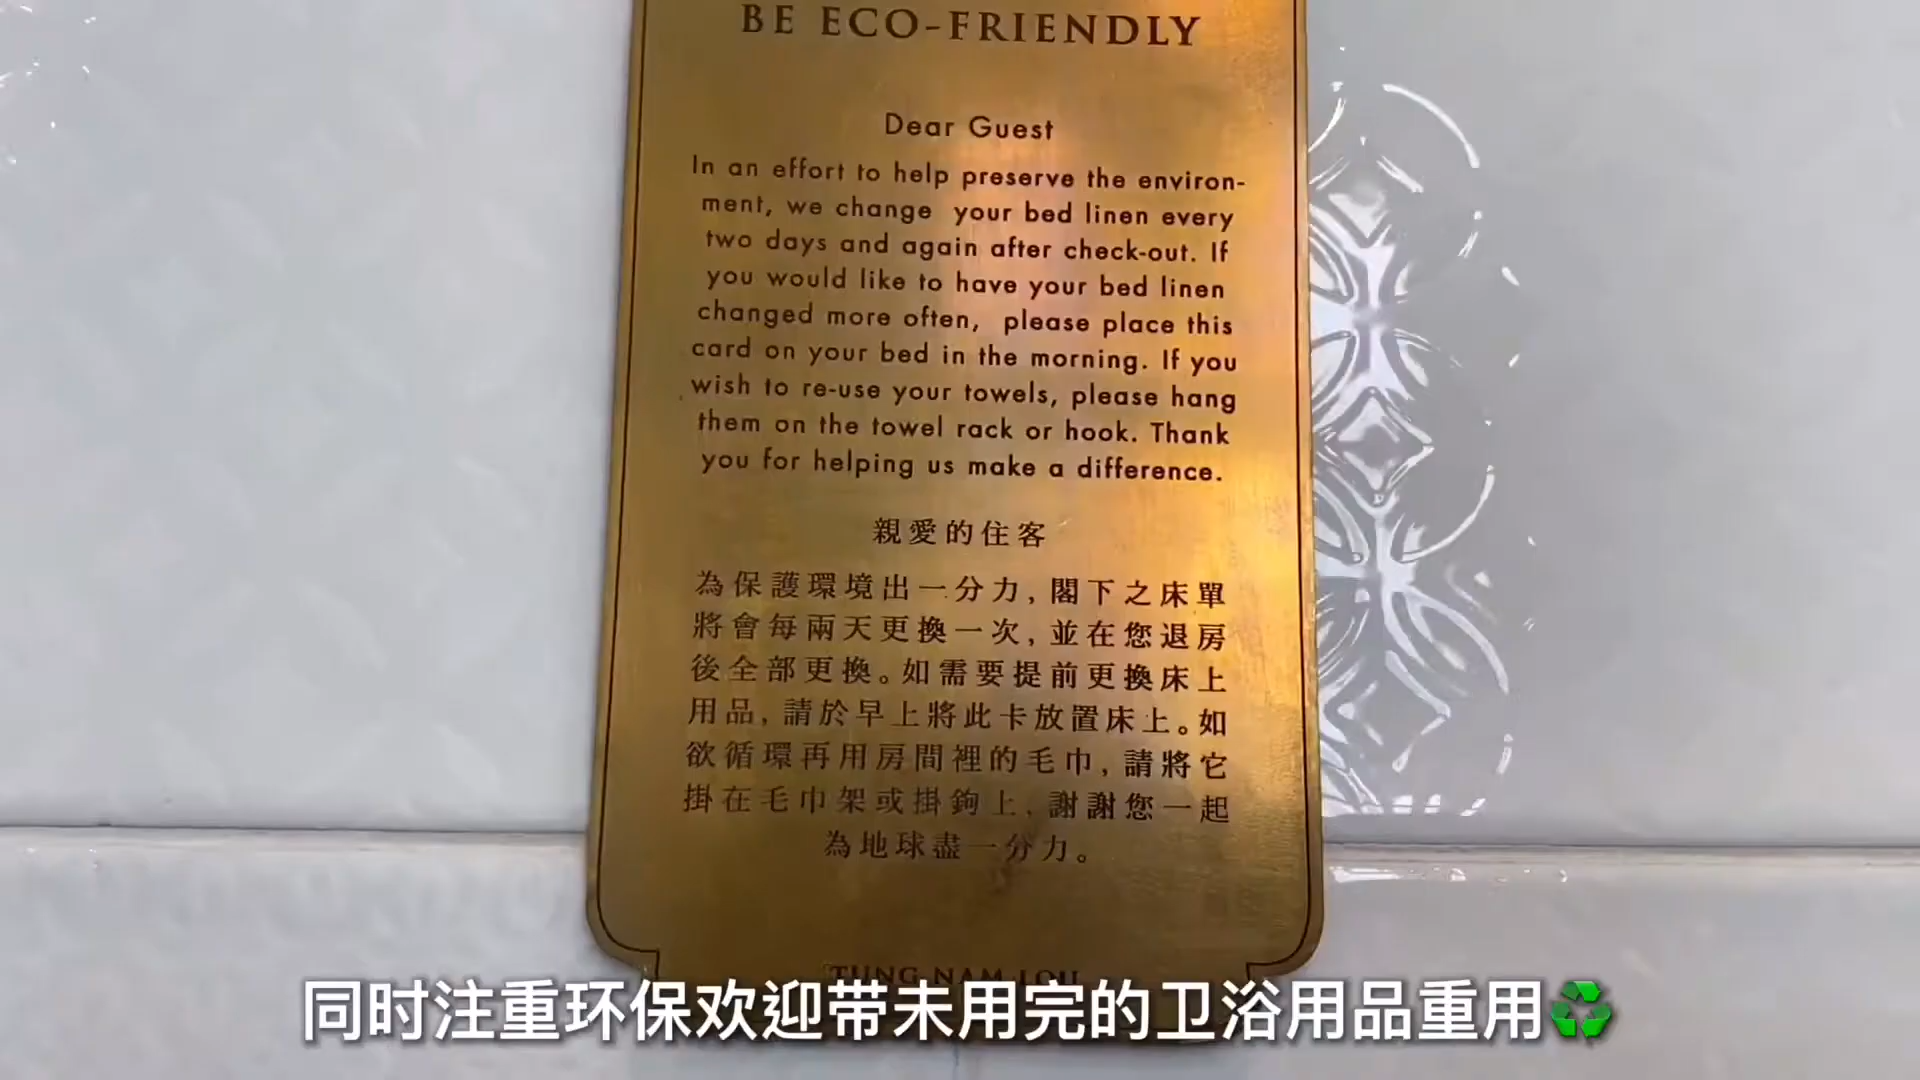 BE ECO-FRIENDLY
Dear Guest
In an effort to help preserve the environ-
ment, we change your bed linen every
two days and again after check-out. If
you would like to have your bed linen
changed more often, please place this
card on your bed in the morning. If you
wish to re-use your towels, please hang
them on the towel rack or hook. Thank
you for helping us make a difference.
親愛的住客
為保護環境出一分力,閣下之床單
將會每兩天更換一次,並在您退房
後全部更換。如需要提前更換床上
用品,請於早上將此卡放置床上。如
欲循環再用房間裡的毛巾,請將它
掛在毛巾架或掛鉤上,謝謝您一起
為地球盡一分力。
TUNG NAM LOU
同时注重环保欢迎带未用完的卫浴用品重用♻️